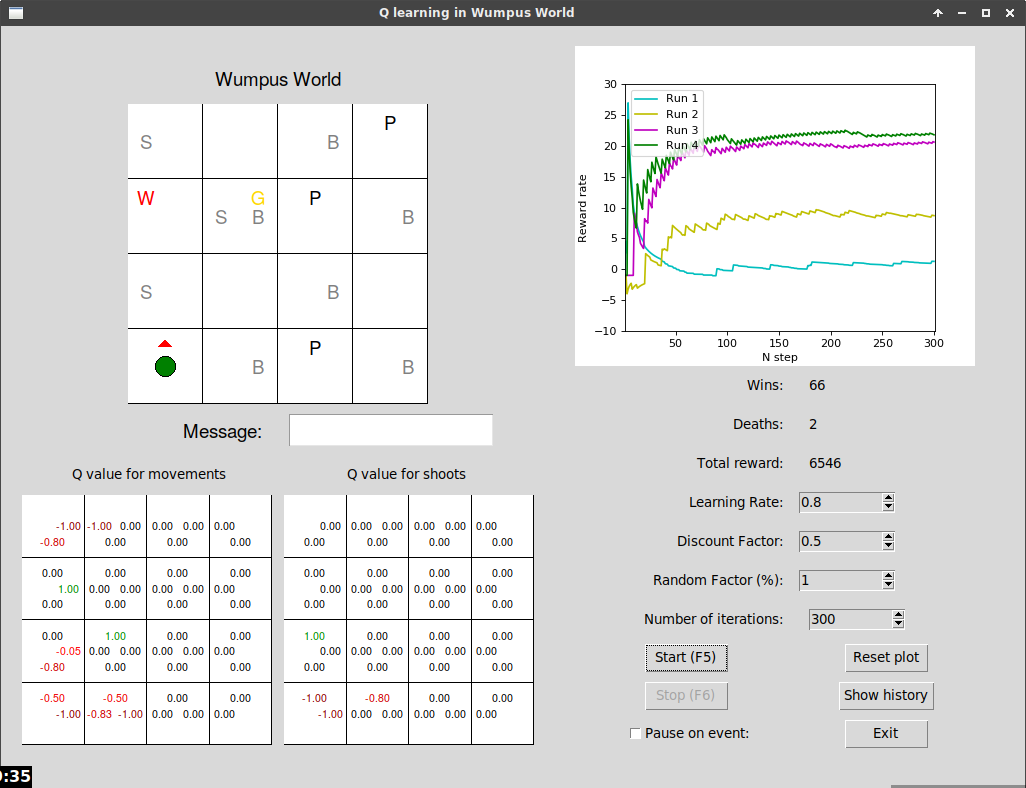 Q learning in Wumpus World
Wumpus World
S B P
W S G B P B
S B
B P B
Message:
Q value for movements Q value for shoots
-1.00 -1.00 0.00 0.00 0.00 0.00
-0.80 0.00 0.00 0.00
0.00 0.00 0.00 0.00
1.00 0.00 0.00 0.00 0.00 0.00
0.00 0.00 0.00 0.00
0.00 1.00 0.00 0.00
-0.05 0.00 0.00 0.00 0.00 0.00
-0.80 0.00 0.00 0.00
-0.50 -0.50 0.00 0.00
-1.00 -0.83 -1.00 0.00 0.00 0.00
0.00 0.00 0.00 0.00 0.00 0.00
0.00 0.00 0.00 0.00
0.00 0.00 0.00 0.00
0.00 0.00 0.00 0.00 0.00 0.00
0.00 0.00 0.00 0.00
1.00 0.00 0.00 0.00
0.00 0.00 0.00 0.00 0.00 0.00
0.00 0.00 0.00 0.00
-1.00 -0.80 0.00 0.00
-1.00 0.00 0.00 0.00 0.00 0.00
Reward rate
30
25
20
15
10
5
0
−5
−10
Run 1
Run 2
Run 3
Run 4
50 100 150 200 250 300
N step
Wins: 66
Deaths: 2
Total reward: 6546
Learning Rate: 0.8
Discount Factor: 0.5
Random Factor (%): 1
Number of iterations: 300
Start (F5) Reset plot
Stop (F6) Show history
Pause on event: Exit
:35